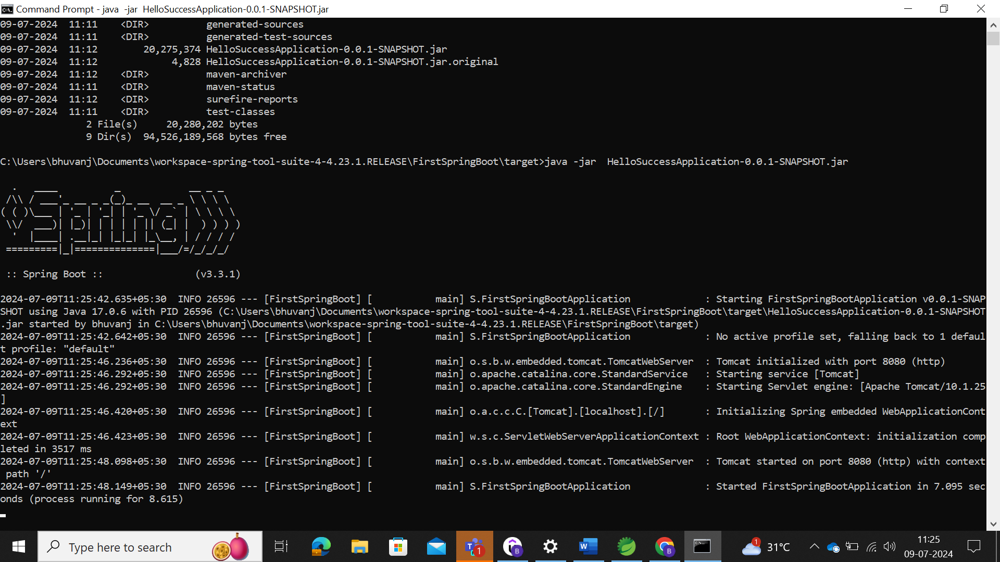 Command Prompt - java  -jar  HelloSuccessApplication-0.0.1-SNAPSHOT.jar
09-07-2024  11:11    <DIR>          generated-sources
09-07-2024  11:11    <DIR>          generated-test-sources
09-07-2024  11:12        20,275,374 HelloSuccessApplication-0.0.1-SNAPSHOT.jar
09-07-2024  11:12             4,828 HelloSuccessApplication-0.0.1-SNAPSHOT.jar.original
09-07-2024  11:12    <DIR>          maven-archiver
09-07-2024  11:11    <DIR>          maven-status
09-07-2024  11:12    <DIR>          surefire-reports
09-07-2024  11:11    <DIR>          test-classes
               2 File(s)     20,280,202 bytes
               9 Dir(s)  94,526,189,568 bytes free
C:\Users\bhuvanj\Documents\workspace-spring-tool-suite-4-4.23.1.RELEASE\FirstSpringBoot\target>java -jar  HelloSuccessApplication-0.0.1-SNAPSHOT.jar
  .   ____          _            __ _ _
 /\\ / ___'_ __ _ _(_)_ __  __ _ \ \ \ \
( ( )\___ | '_ | '_| | '_ \/ _` | \ \ \ \
 \\/  ___)| |_)| | | | | || (_| |  ) ) ) )
  '  |____| .__|_| |_|_| |_\__, | / / / /
 =========|_|==============|___/=/_/_/_/
 :: Spring Boot ::                (v3.3.1)
2024-07-09T11:25:42.635+05:30  INFO 26596 --- [FirstSpringBoot] [           main] S.FirstSpringBootApplication             : Starting FirstSpringBootApplication v0.0.1-SNAP
SHOT using Java 17.0.6 with PID 26596 (C:\Users\bhuvanj\Documents\workspace-spring-tool-suite-4-4.23.1.RELEASE\FirstSpringBoot\target\HelloSuccessApplication-0.0.1-SNAPSHOT
.jar started by bhuvanj in C:\Users\bhuvanj\Documents\workspace-spring-tool-suite-4-4.23.1.RELEASE\FirstSpringBoot\target)
2024-07-09T11:25:42.642+05:30  INFO 26596 --- [FirstSpringBoot] [           main] S.FirstSpringBootApplication             : No active profile set, falling back to 1 defaul
t profile: "default"
2024-07-09T11:25:46.236+05:30  INFO 26596 --- [FirstSpringBoot] [           main] o.s.b.w.embedded.tomcat.TomcatWebServer  : Tomcat initialized with port 8080 (http)
2024-07-09T11:25:46.292+05:30  INFO 26596 --- [FirstSpringBoot] [           main] o.apache.catalina.core.StandardService   : Starting service [Tomcat]
2024-07-09T11:25:46.292+05:30  INFO 26596 --- [FirstSpringBoot] [           main] o.apache.catalina.core.StandardEngine    : Starting Servlet engine: [Apache Tomcat/10.1.25
]
2024-07-09T11:25:46.420+05:30  INFO 26596 --- [FirstSpringBoot] [           main] o.a.c.c.C.[Tomcat].[localhost].[/]       : Initializing Spring embedded WebApplicationCont
ext
2024-07-09T11:25:46.423+05:30  INFO 26596 --- [FirstSpringBoot] [           main] w.s.c.ServletWebServerApplicationContext : Root WebApplicationContext: initialization comp
leted in 3517 ms
2024-07-09T11:25:48.098+05:30  INFO 26596 --- [FirstSpringBoot] [           main] o.s.b.w.embedded.tomcat.TomcatWebServer  : Tomcat started on port 8080 (http) with context
 path '/'
2024-07-09T11:25:48.149+05:30  INFO 26596 --- [FirstSpringBoot] [           main] S.FirstSpringBootApplication             : Started FirstSpringBootApplication in 7.095 sec
onds (process running for 8.615)
Type here to search
1
B
W
B
1
31°C
11:25
09-07-2024